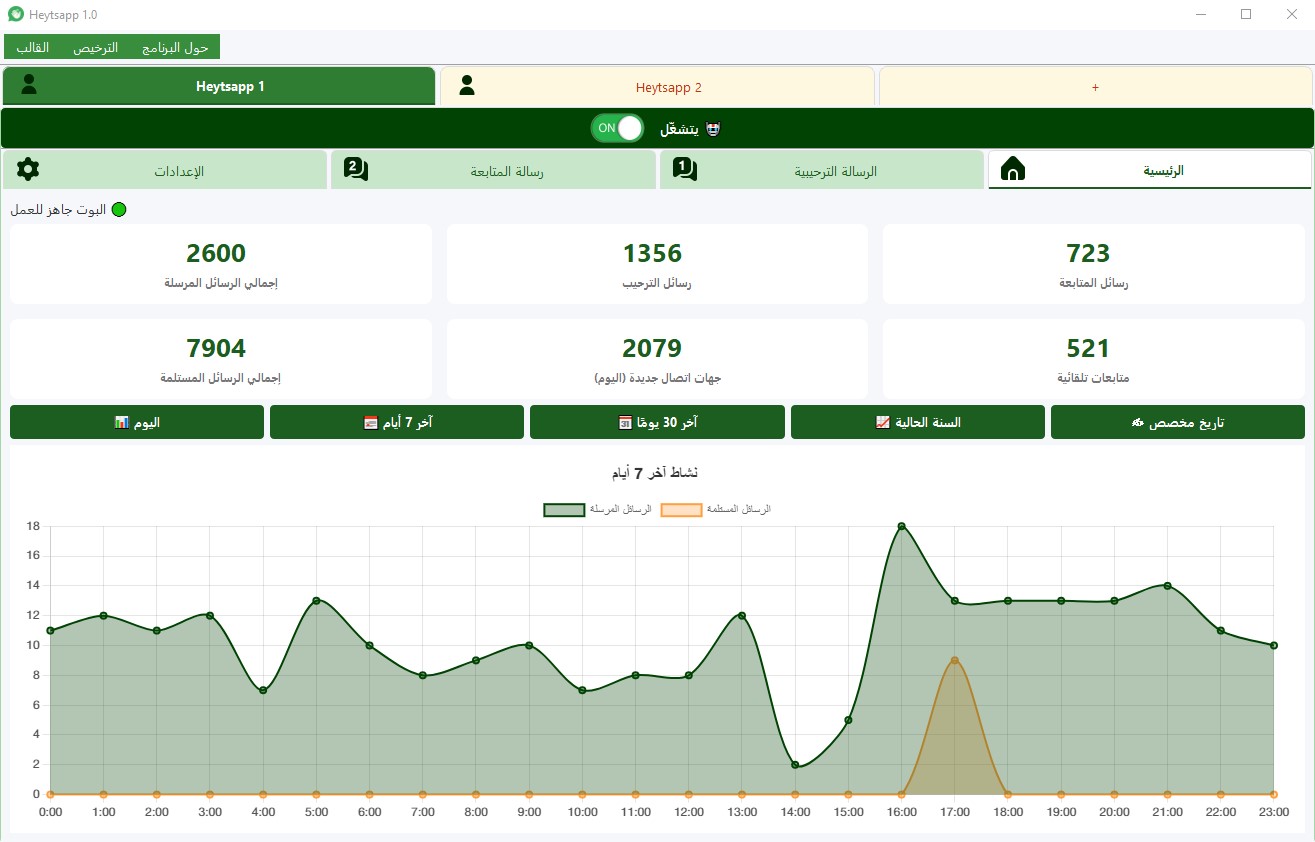 Heytsapp 1.0
حول البرنامج
الترخيص
القالب
Heytsapp 1
Heytsapp 2
+
ON
يتشغّل
الرئيسية
1
الرسالة الترحيبية
2
رسالة المتابعة
الإعدادات
البوت جاهز للعمل
723
رسائل المتابعة
1356
رسائل الترحيب
2600
إجمالي الرسائل المرسلة
521
متابعات تلقائية
2079
جهات اتصال جديدة (اليوم)
7904
إجمالي الرسائل المستلمة
تاريخ مخصص
السنة الحالية
آخر 30 يومًا
آخر 7 أيام
اليوم
نشاط آخر 7 أيام
الرسائل المرسلة
الرسائل المستلمة
18
16
14
12
10
8
6
4
2
0
0:00 1:00 2:00 3:00 4:00 5:00 6:00 7:00 8:00 9:00 10:00 11:00 12:00 13:00 14:00 15:00 16:00 17:00 18:00 19:00 20:00 21:00 22:00 23:00